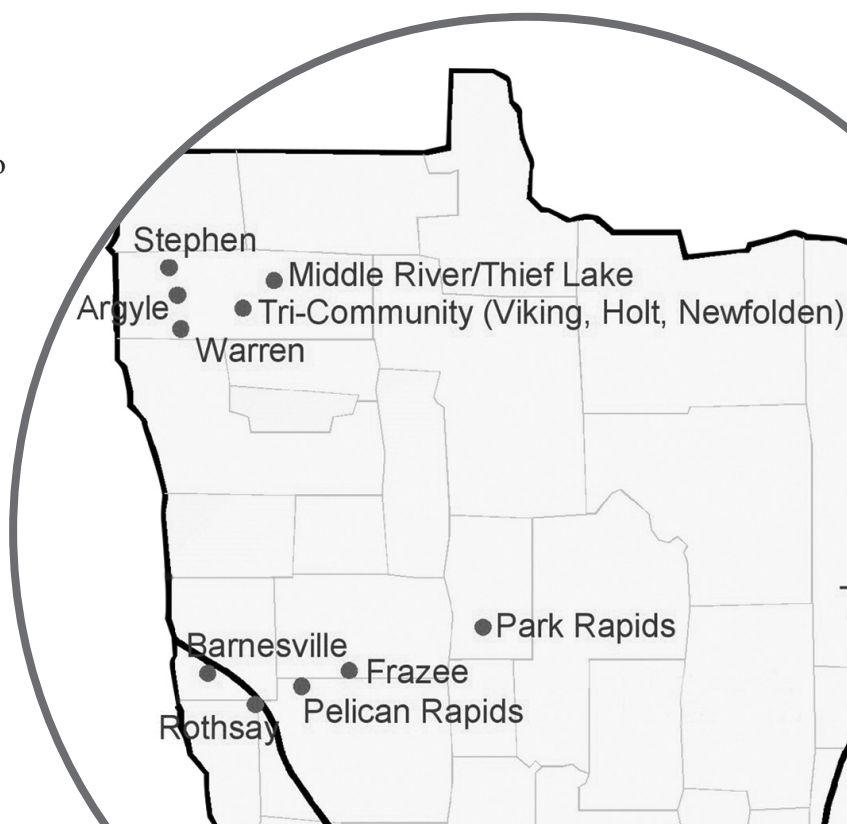 o
Stephen
Middle River/Thief Lake
Argyle
Tri-Community (Viking, Holt, Newfolden)
Warren
Park Rapids
Barnesville
Frazee
Pelican Rapids
Rothsay